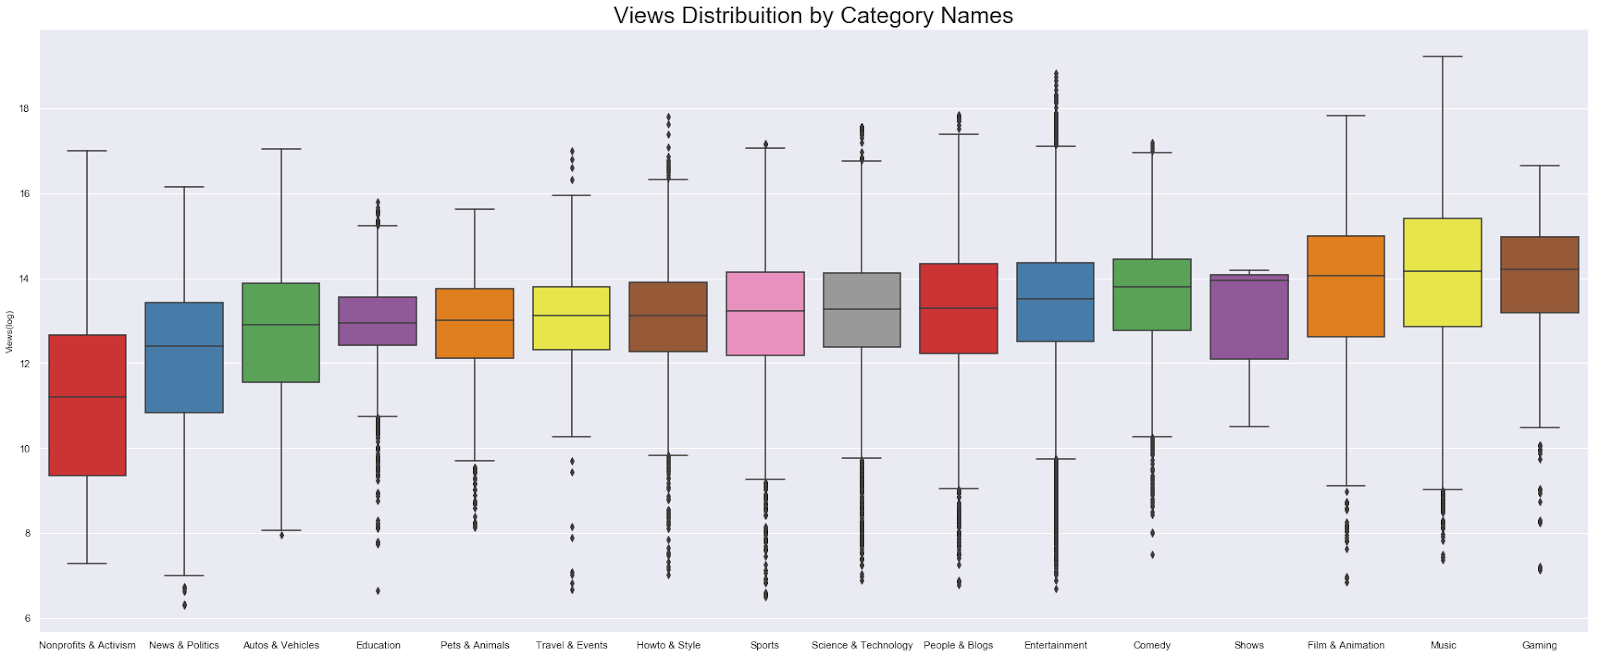 Views Distribuition by Category Names
Views(log)
18
16
14
12
10
8
6
Nonprofits & Activism
News & Politics
Autos & Vehicles
Education
Pets & Animals
Travel & Events
Howto & Style
Sports
Science & Technology
People & Blogs
Entertainment
Comedy
Shows
Film & Animation
Music
Gaming